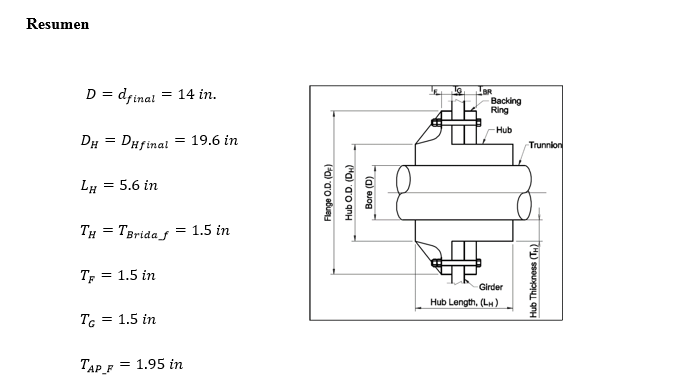 Resumen
D = d_final = 14 in.
D_H = D_Hfinal = 19.6 in
L_H = 5.6 in
T_H = T_Brida_f = 1.5 in
T_F = 1.5 in
T_G = 1.5 in
T_AP_F = 1.95 in
T_F T_G T_BR
Backing
Ring
Hub
Trunnion
Flange O.D. (D_F)
Hub O.D. (D_H)
Bore (D)
Girder
Hub Length, (L_H)
Hub Thickness (T_H)